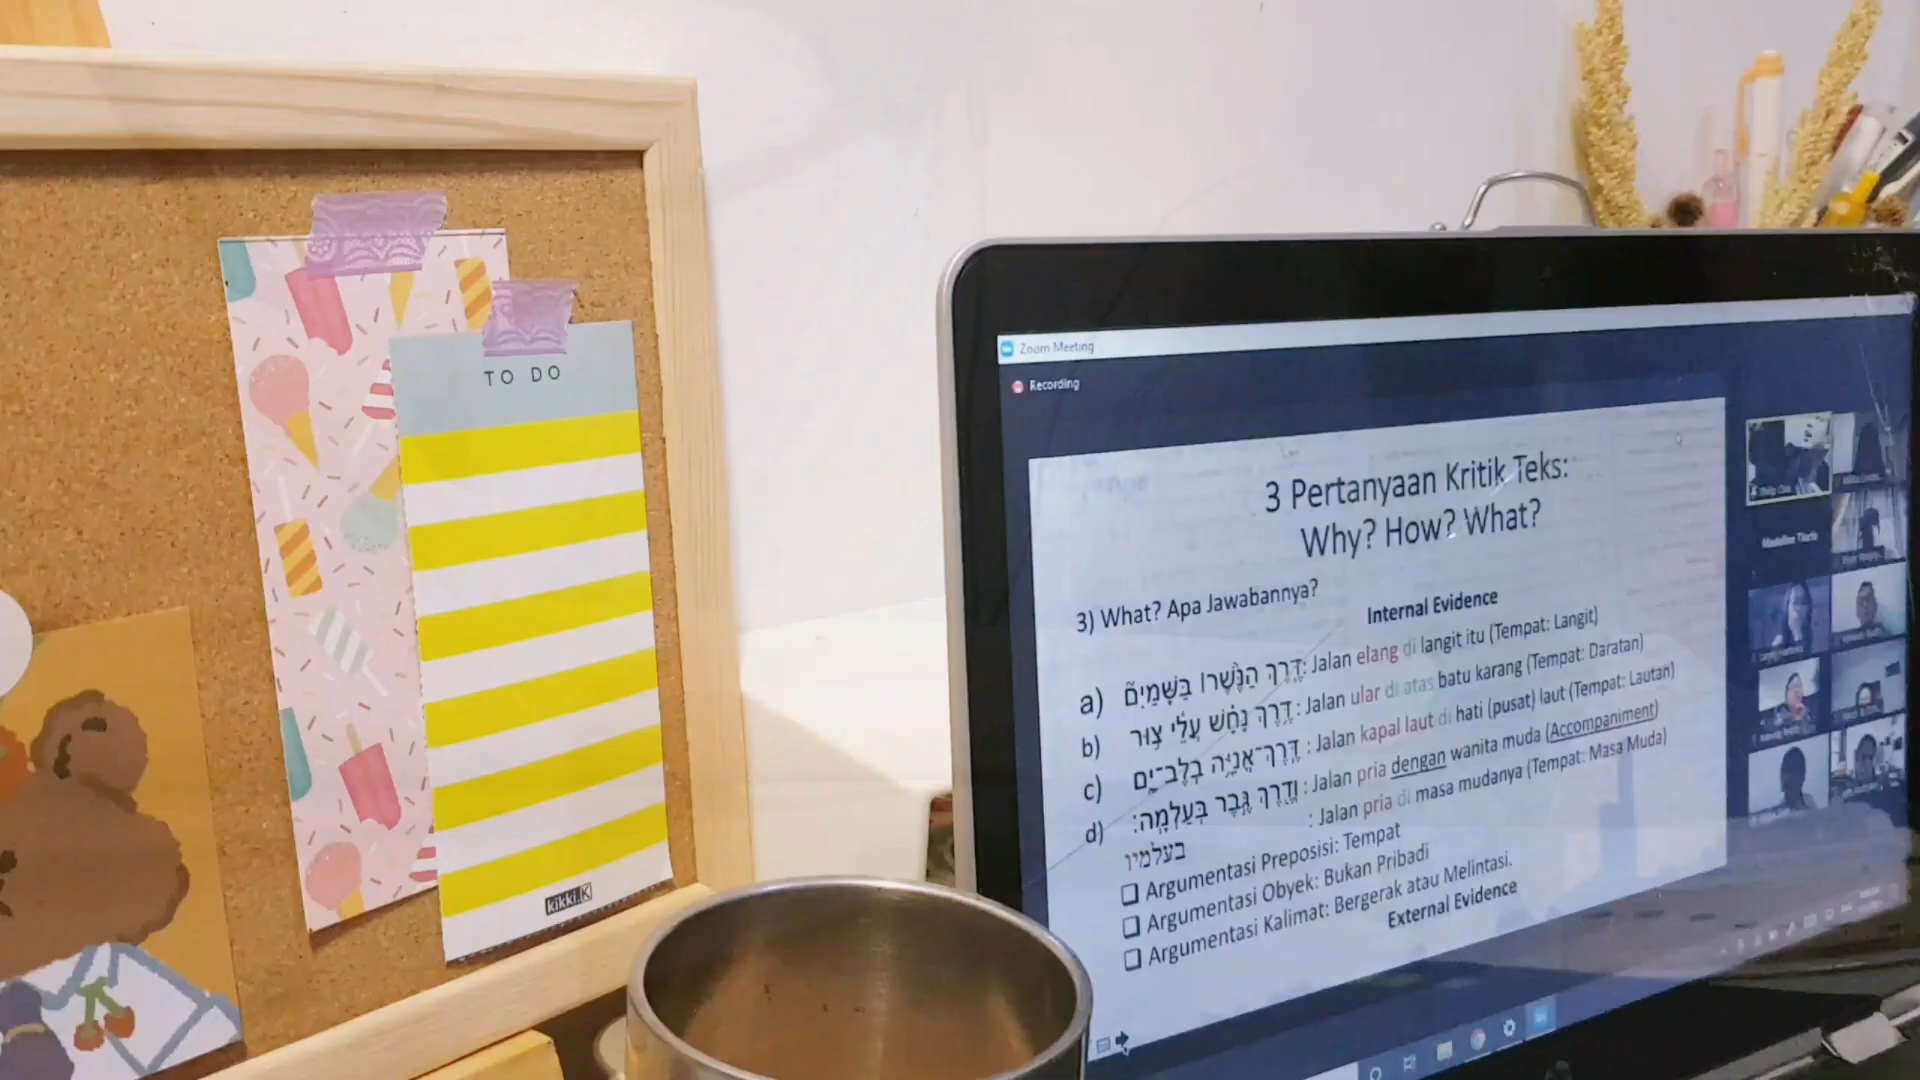 TO DO
kikki.K
Zoom Meeting
Recording
3 Pertanyaan Kritik Teks:
Why? How? What?
3) What? Apa Jawabannya?
Internal Evidence
a) דֶּ֤רֶךְ הַנֶּ֨שֶׁר׀ בַּשָּׁמַיִם֮: Jalan elang di langit itu (Tempat: Langit)
b) דֶּ֥רֶךְ נָחָ֗שׁ עֲלֵ֫י צ֥וּר : Jalan ular di atas batu karang (Tempat: Daratan)
c) דֶּֽרֶךְ־אֳנִיָּ֥ה בְלֶב־יָ֑ם : Jalan kapal laut di hati (pusat) laut (Tempat: Lautan)
d) וְדֶ֖רֶךְ גֶּ֣בֶר בְּעַלְמָֽה׃ : Jalan pria dengan wanita muda (Accompaniment)
בעלמיו : Jalan pria di masa mudanya (Tempat: Masa Muda)
Argumentasi Preposisi: Tempat
Argumentasi Obyek: Bukan Pribadi
Argumentasi Kalimat: Bergerak atau Melintasi.
External Evidence